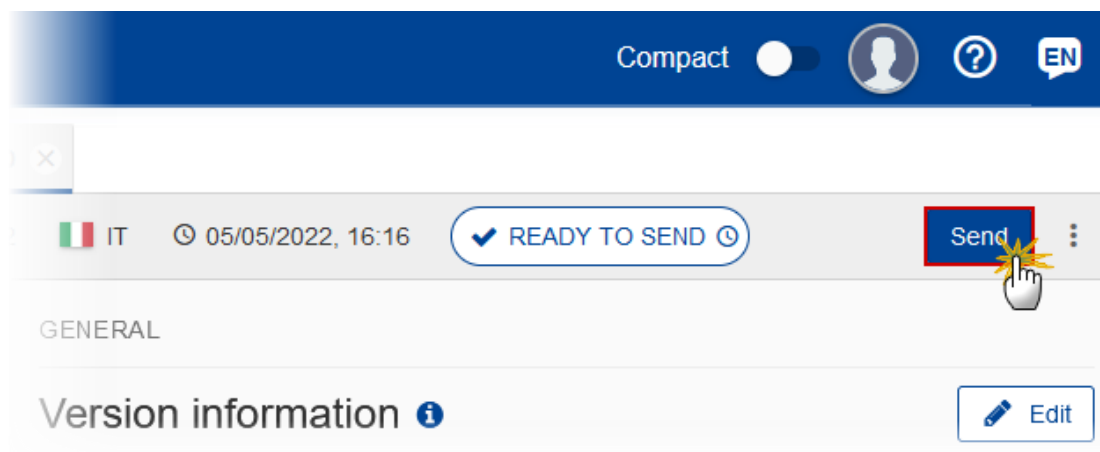 Compact EN
IT 05/05/2022, 16:16 READY TO SEND Send
GENERAL
Version information
Edit